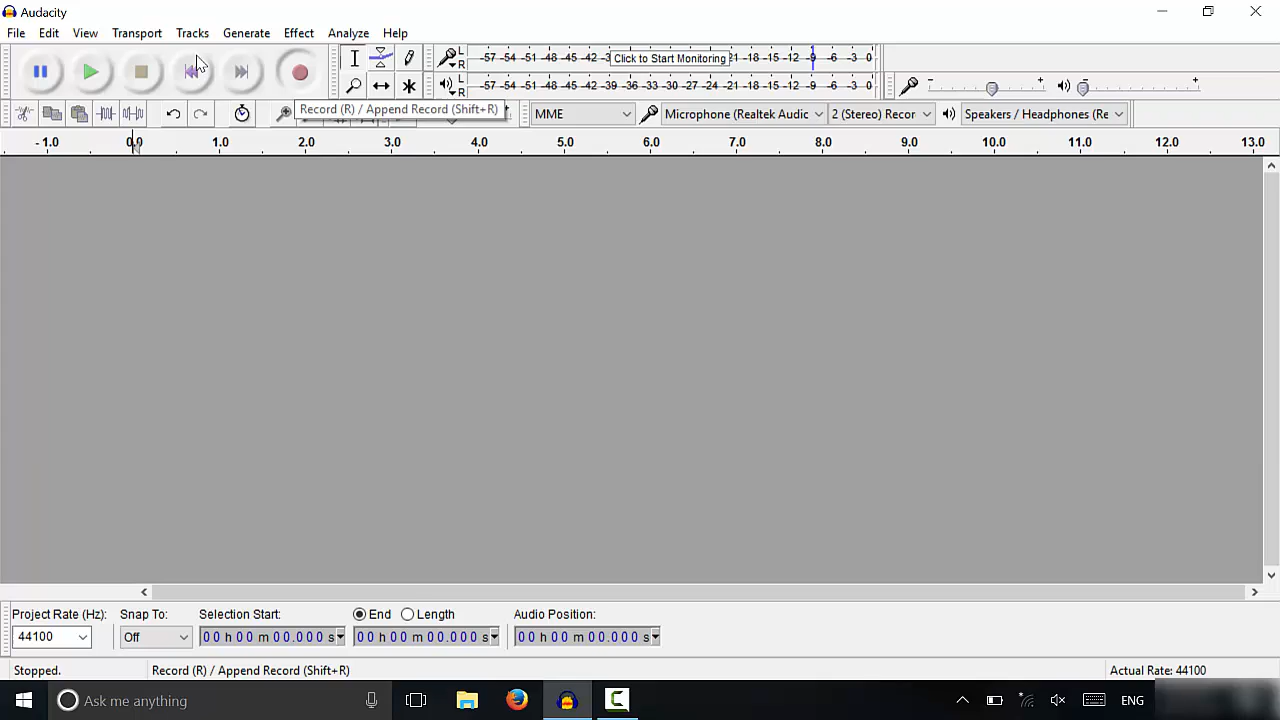 Audacity
File Edit View Transport Tracks Generate Effect Analyze Help
L R -57 -54 -51 -48 -45 -42 -3 Click to Start Monitoring -21 -18 -15 -12 -9 -6 -3 0
L R -57 -54 -51 -48 -45 -42 -39 -36 -33 -30 -27 -24 -21 -18 -15 -12 -9 -6 -3 0
- + - +
Record (R) / Append Record (Shift+R)
MME Microphone (Realtek Audic 2 (Stereo) Recor Speakers / Headphones (Re
-1.0 0.0 1.0 2.0 3.0 4.0 5.0 6.0 7.0 8.0 9.0 10.0 11.0 12.0 13.0
Project Rate (Hz): Snap To: Selection Start: End Length Audio Position:
44100 Off 00 h 00 m 00.000 s 00 h 00 m 00.000 s 00 h 00 m 00.000 s
Stopped. Record (R) / Append Record (Shift+R) Actual Rate: 44100
Ask me anything ENG